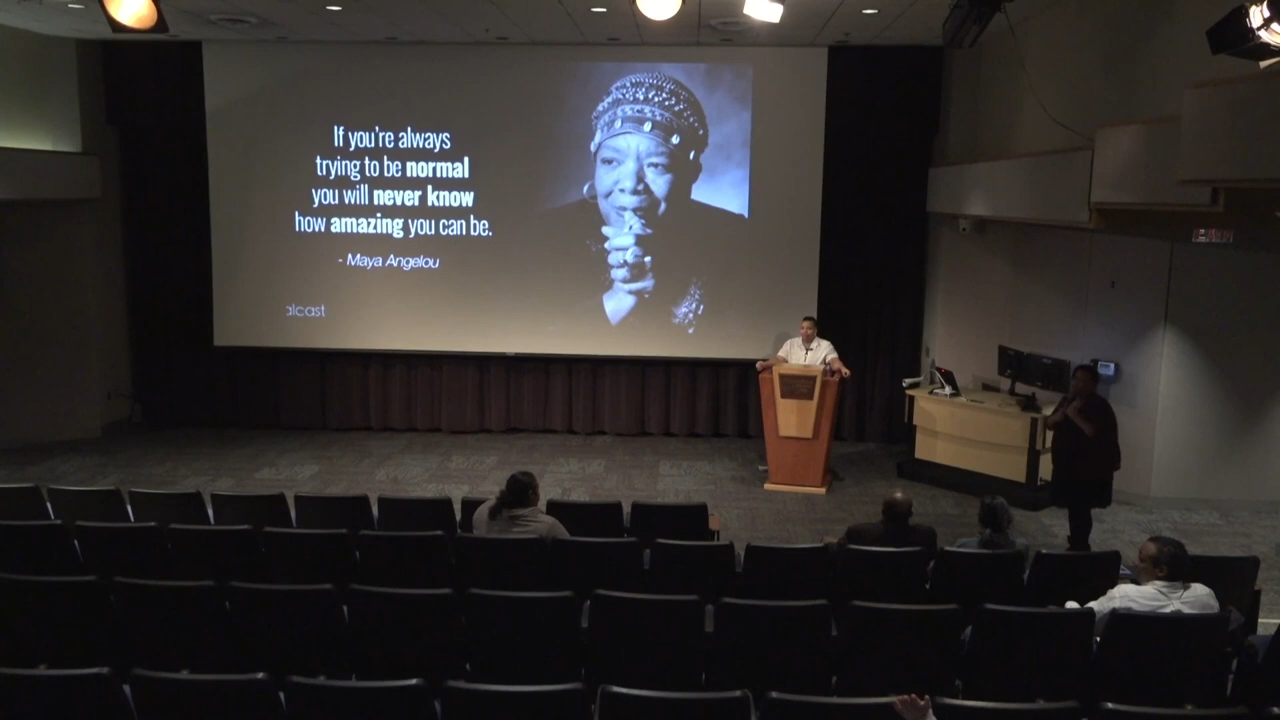 If you're always
trying to be normal
you will never know
how amazing you can be.
- Maya Angelou
alcast